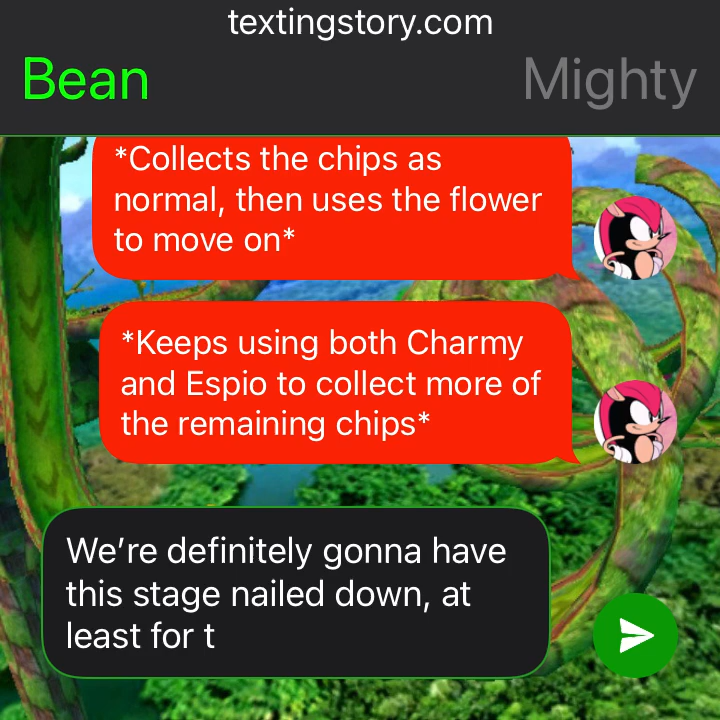 textingstory.com
Bean
Mighty
*Collects the chips as
normal, then uses the flower
to move on*
*Keeps using both Charmy
and Espio to collect more of
the remaining chips*
We’re definitely gonna have
this stage nailed down, at
least for t